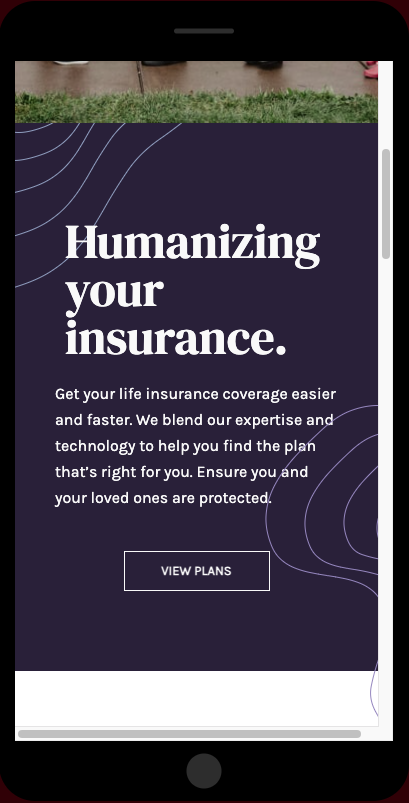 Humanizing
your
insurance.
Get your life insurance coverage easier
and faster. We blend our expertise and
technology to help you find the plan
that's right for you. Ensure you and
your loved ones are protected.
VIEW PLANS